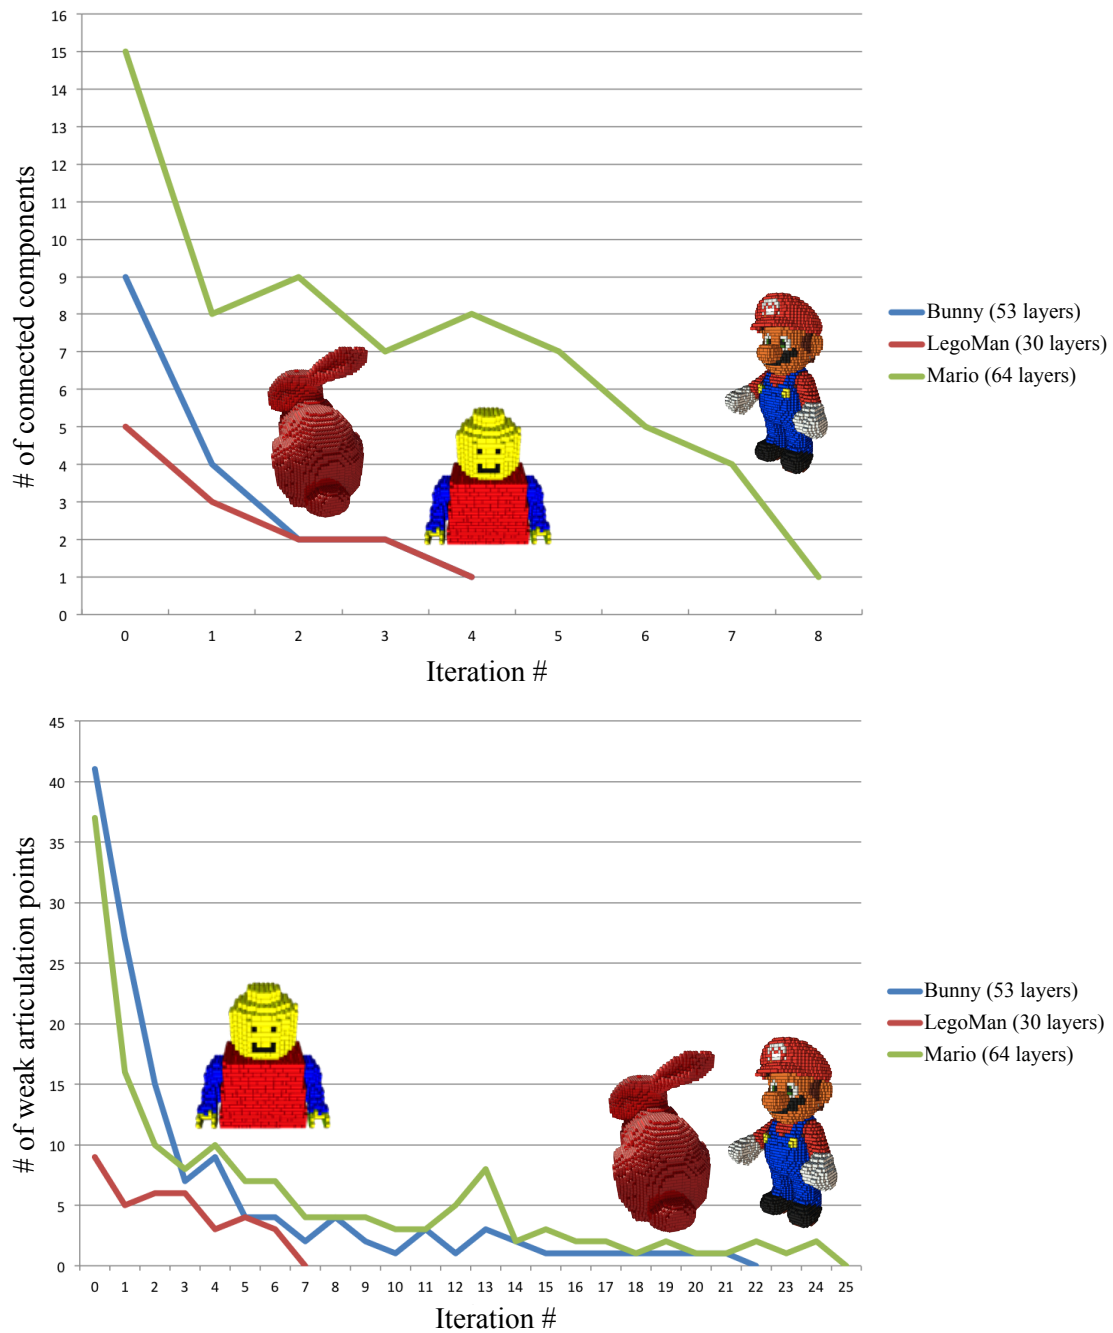 16
15
14
13
12
11
10
9
8
7
6
5
4
3
2
1
0
# of connected components
0 1 2 3 4 5 6 7 8
Iteration #
Bunny (53 layers)
LegoMan (30 layers)
Mario (64 layers)
45
40
35
30
25
20
15
10
5
0
# of weak articulation points
0 1 2 3 4 5 6 7 8 9 10 11 12 13 14 15 16 17 18 19 20 21 22 23 24 25
Iteration #
Bunny (53 layers)
LegoMan (30 layers)
Mario (64 layers)